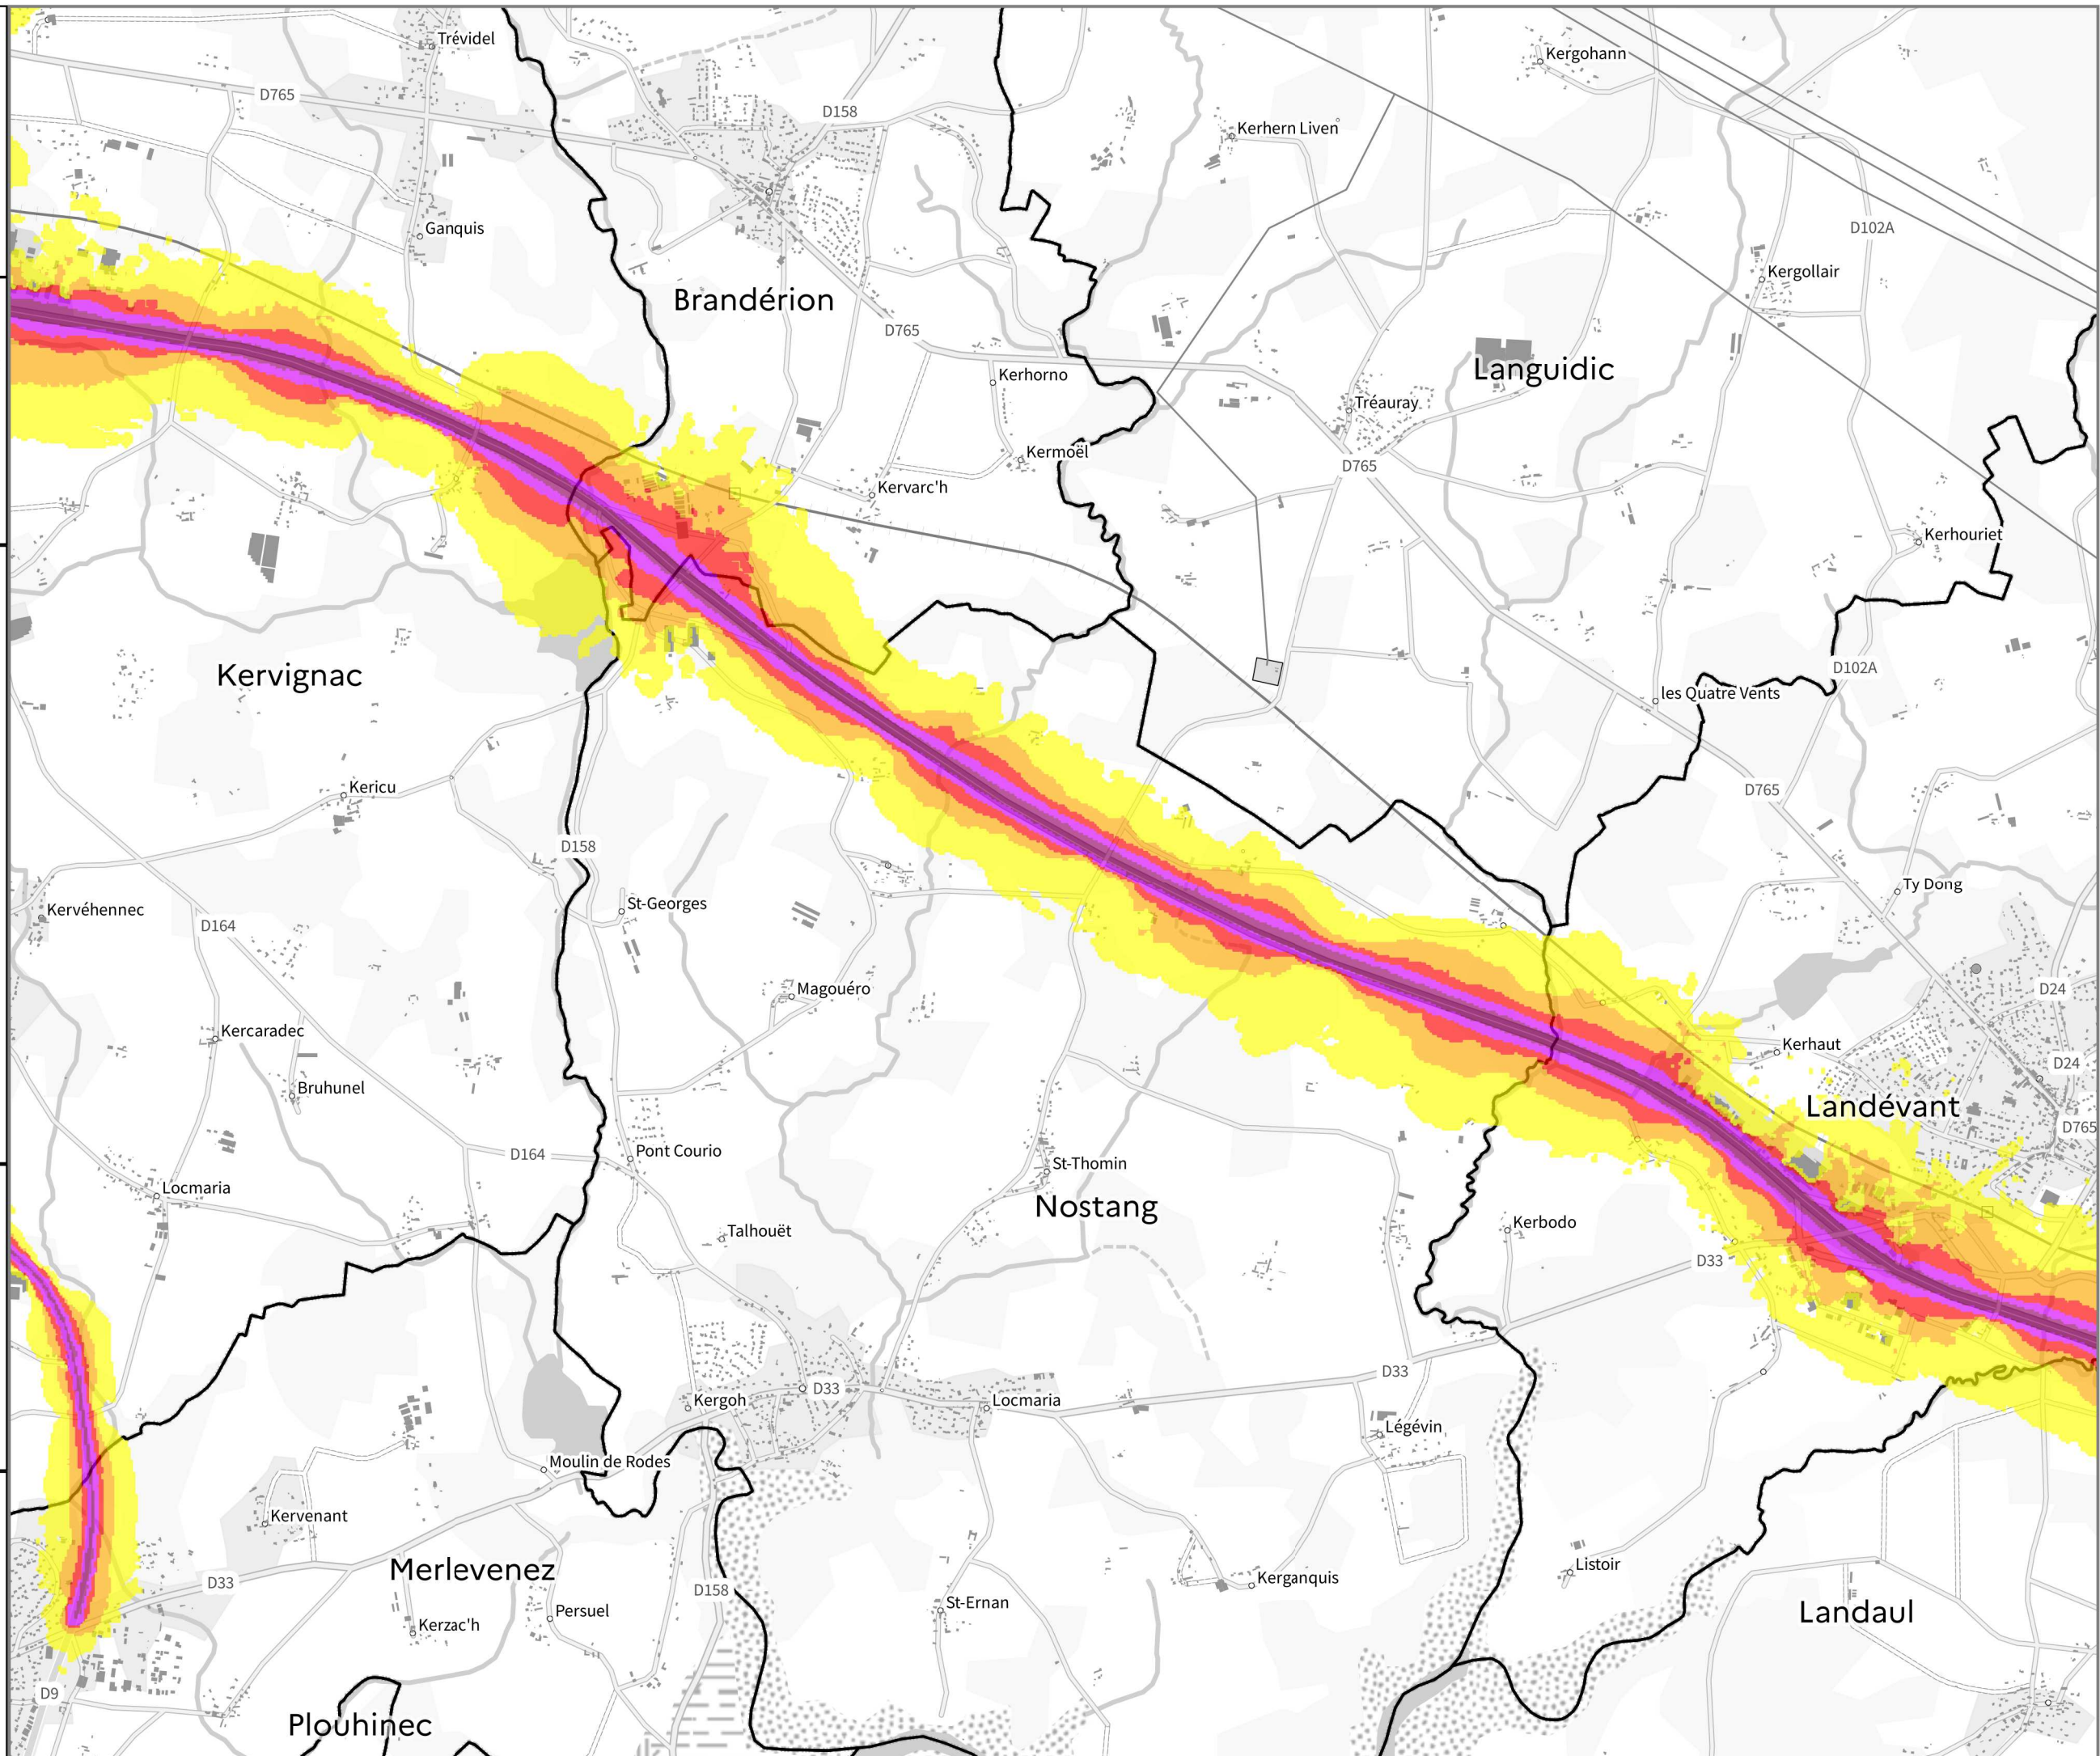 Trévidel
Kergohann
D765
D158
Kerhern Liven
Ganquis
D102A
Kergollair
Brandérion
D765
Languidic
Kerhorno
Tréauray
Kermoël
D765
Kervarc'h
Kerhouriet
Kervignac
D102A
les Quatre Vents
Kericu
D765
D158
Ty Dong
St-Georges
Kervéhennec
D164
Magouéro
D24
Kercaradec
Kerhaut
D24
Bruhunel
Landévant
D765
Pont Courio
D164
St-Thomin
Locmaria
Nostang
Kerbodo
Talhouët
D33
D33
Kergoh
D33
Locmaria
Légévin
Moulin de Rodes
Kervenant
Listoir
Merlevenez
Kerganquis
D33
D158
St-Ernan
Persuel
Landaul
Kerzac'h
D9
Plouhinec